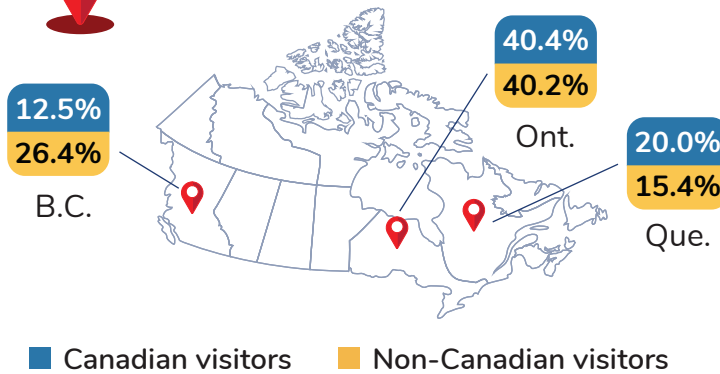 12.5%
26.4%
B.C.
40.4%
40.2%
Ont.
20.0%
15.4%
Que.
Canadian visitors
Non-Canadian visitors